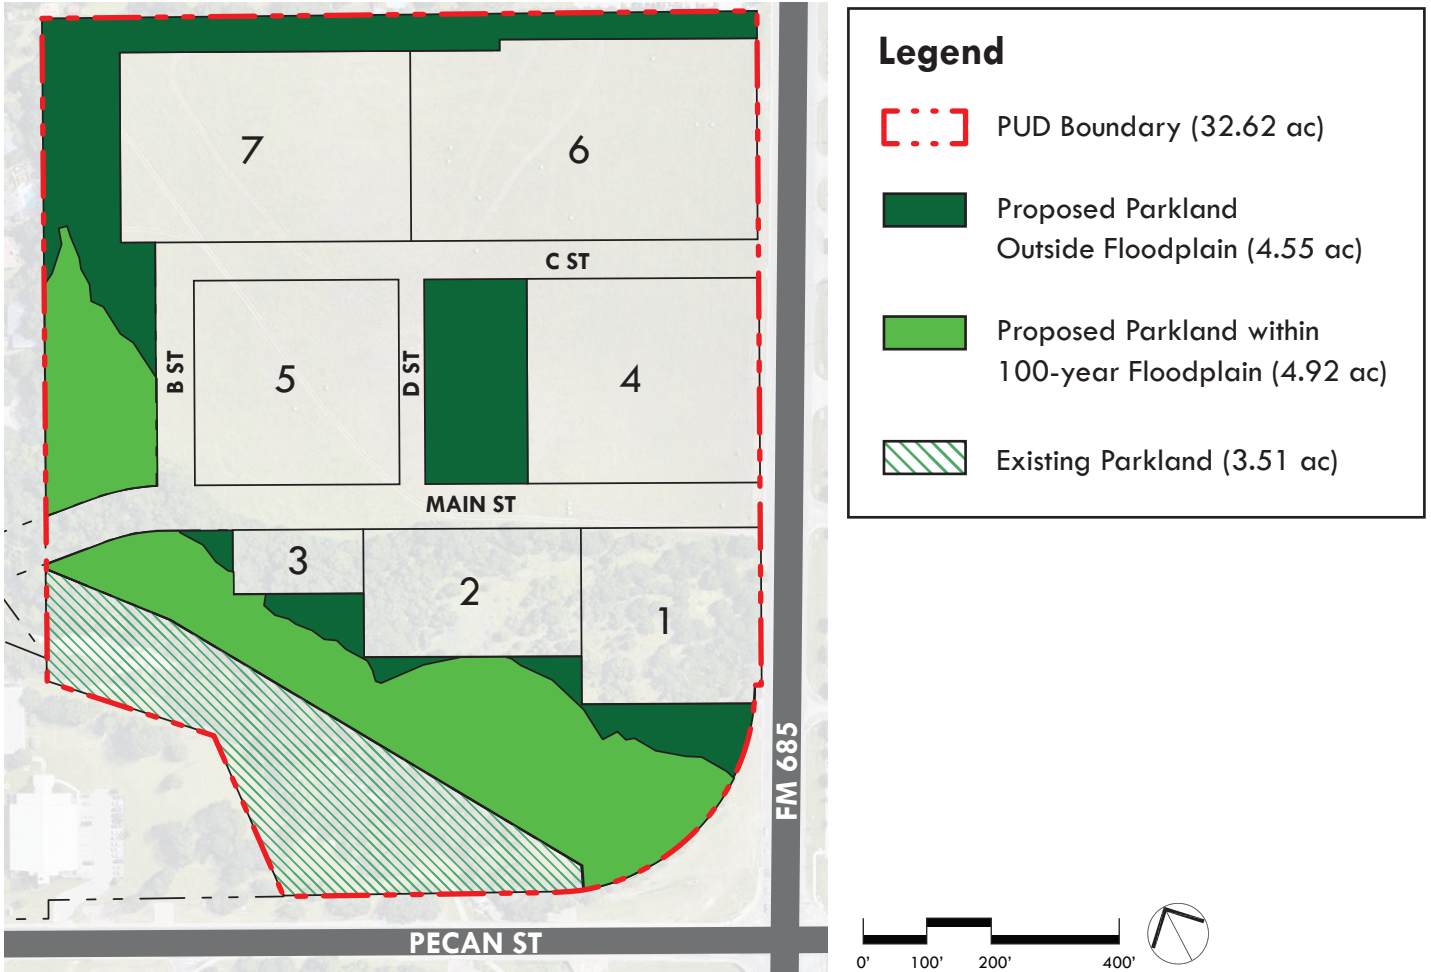 7
6
C ST
B ST
5
D ST
4
MAIN ST
3
2
1
FM 685
PECAN ST
Legend
PUD Boundary (32.62 ac)
Proposed Parkland
Outside Floodplain (4.55 ac)
Proposed Parkland within
100-year Floodplain (4.92 ac)
Existing Parkland (3.51 ac)
0' 100' 200' 400'